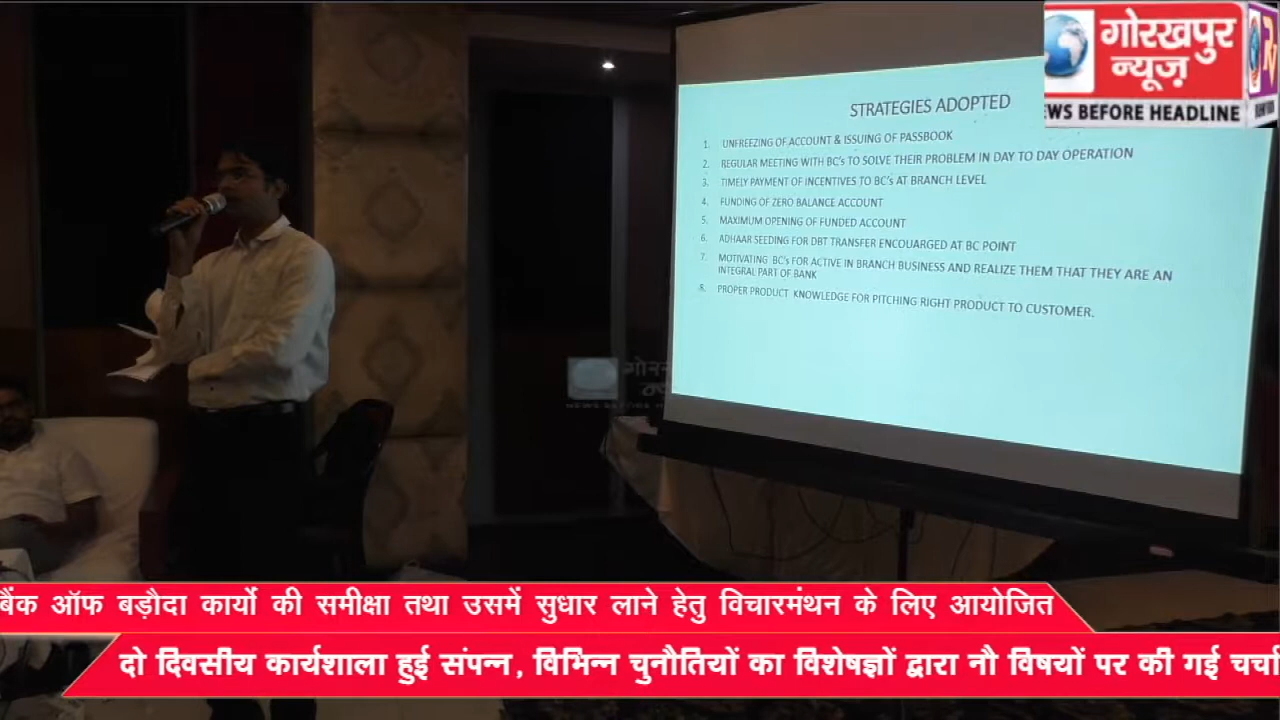 गोरखपुर
न्यूज़
EWS BEFORE HEADLINE
STRATEGIES ADOPTED
1. UNFREEZING OF ACCOUNT & ISSUING OF PASSBOOK
2. REGULAR MEETING WITH BC's TO SOLVE THEIR PROBLEM IN DAY TO DAY OPERATION
3. TIMELY PAYMENT OF INCENTIVES TO BC's AT BRANCH LEVEL
4. FUNDING OF ZERO BALANCE ACCOUNT
5. MAXIMUM OPENING OF FUNDED ACCOUNT
6. ADHAAR SEEDING FOR DBT TRANSFER ENCOUARGED AT BC POINT
7. MOTIVATING BC's FOR ACTIVE IN BRANCH BUSINESS AND REALIZE THEM THAT THEY ARE AN
INTEGRAL PART OF BANK
8. PROPER PRODUCT KNOWLEDGE FOR PITCHING RIGHT PRODUCT TO CUSTOMER.
बैंक ऑफ बड़ौदा कार्यो की समीक्षा तथा उसमें सुधार लाने हेतु विचारमंथन के लिए आयोजित
दो दिवसीय कार्यशाला हुई संपन्न, विभिन्न चुनौतियों का विशेषज्ञों द्वारा नौ विषयों पर की गई चर्चा